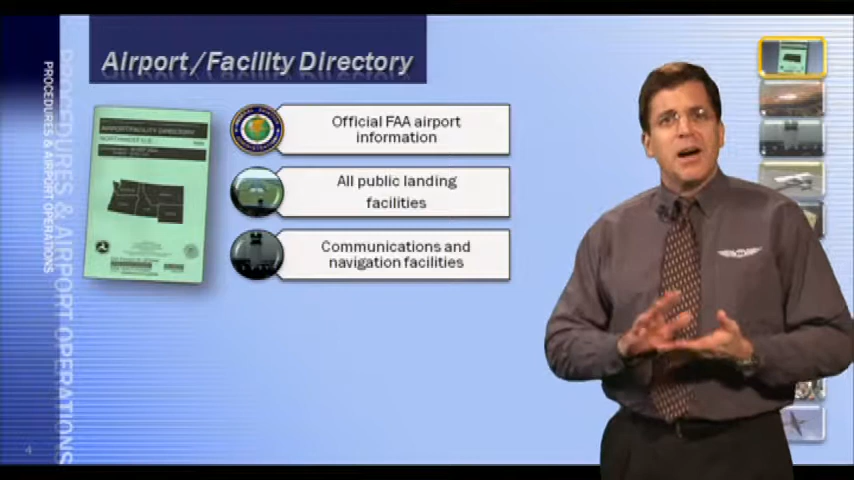 Airport/Facility Directory
PROCEDURES & AIRPORT OPERATIONS
PROCEDURES & AIRPORT OPERATIONS
AIRPORT/FACILITY DIRECTORY
Official FAA airport
information
All public landing
facilities
Communications and
navigation facilities
4